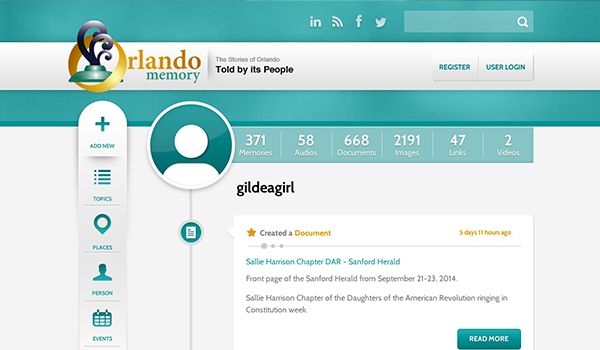 Orlando
memory
The Stories of Orlando
Told by its People
REGISTER
USER LOGIN
ADD NEW
TOPICS
PLACES
PERSON
EVENTS
371
Memories
58
Audios
668
Documents
2191
Images
47
Links
2
Videos
gildeagirl
Created a Document
5 days 11 hours ago
Sallie Harrison Chapter DAR - Sanford Herald
Front page of the Sanford Herald from September 21-23, 2014.
Sallie Harrison Chapter of the Daughters of the American Revolution ringing in
Constitution week.
READ MORE